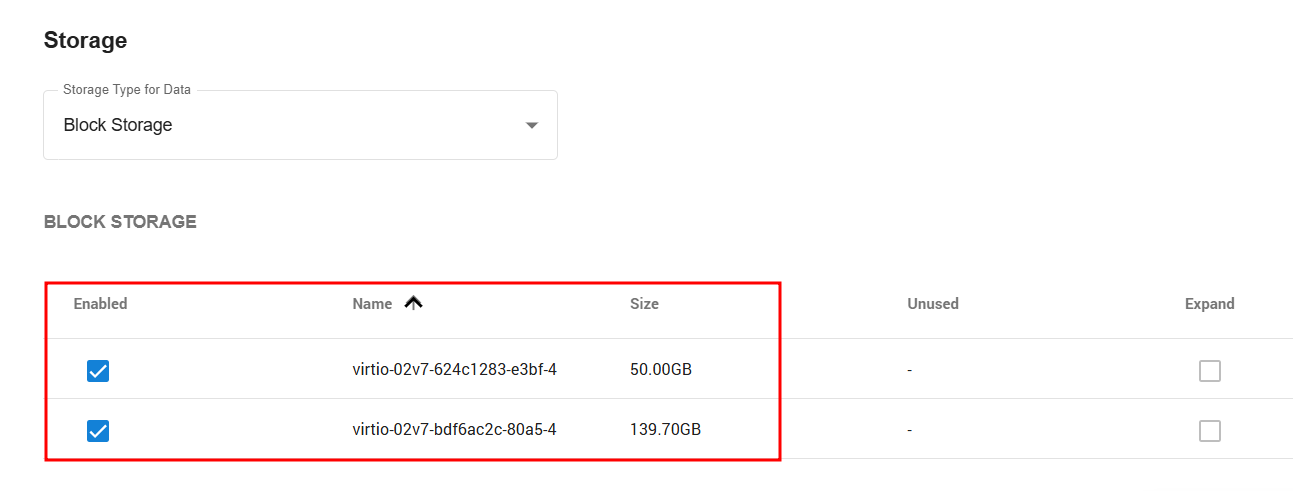 Storage
Storage Type for Data
Block Storage
BLOCK STORAGE
Enabled Name Size Unused Expand
virtio-02v7-624c1283-e3bf-4 50.00GB -
virtio-02v7-bdf6ac2c-80a5-4 139.70GB -